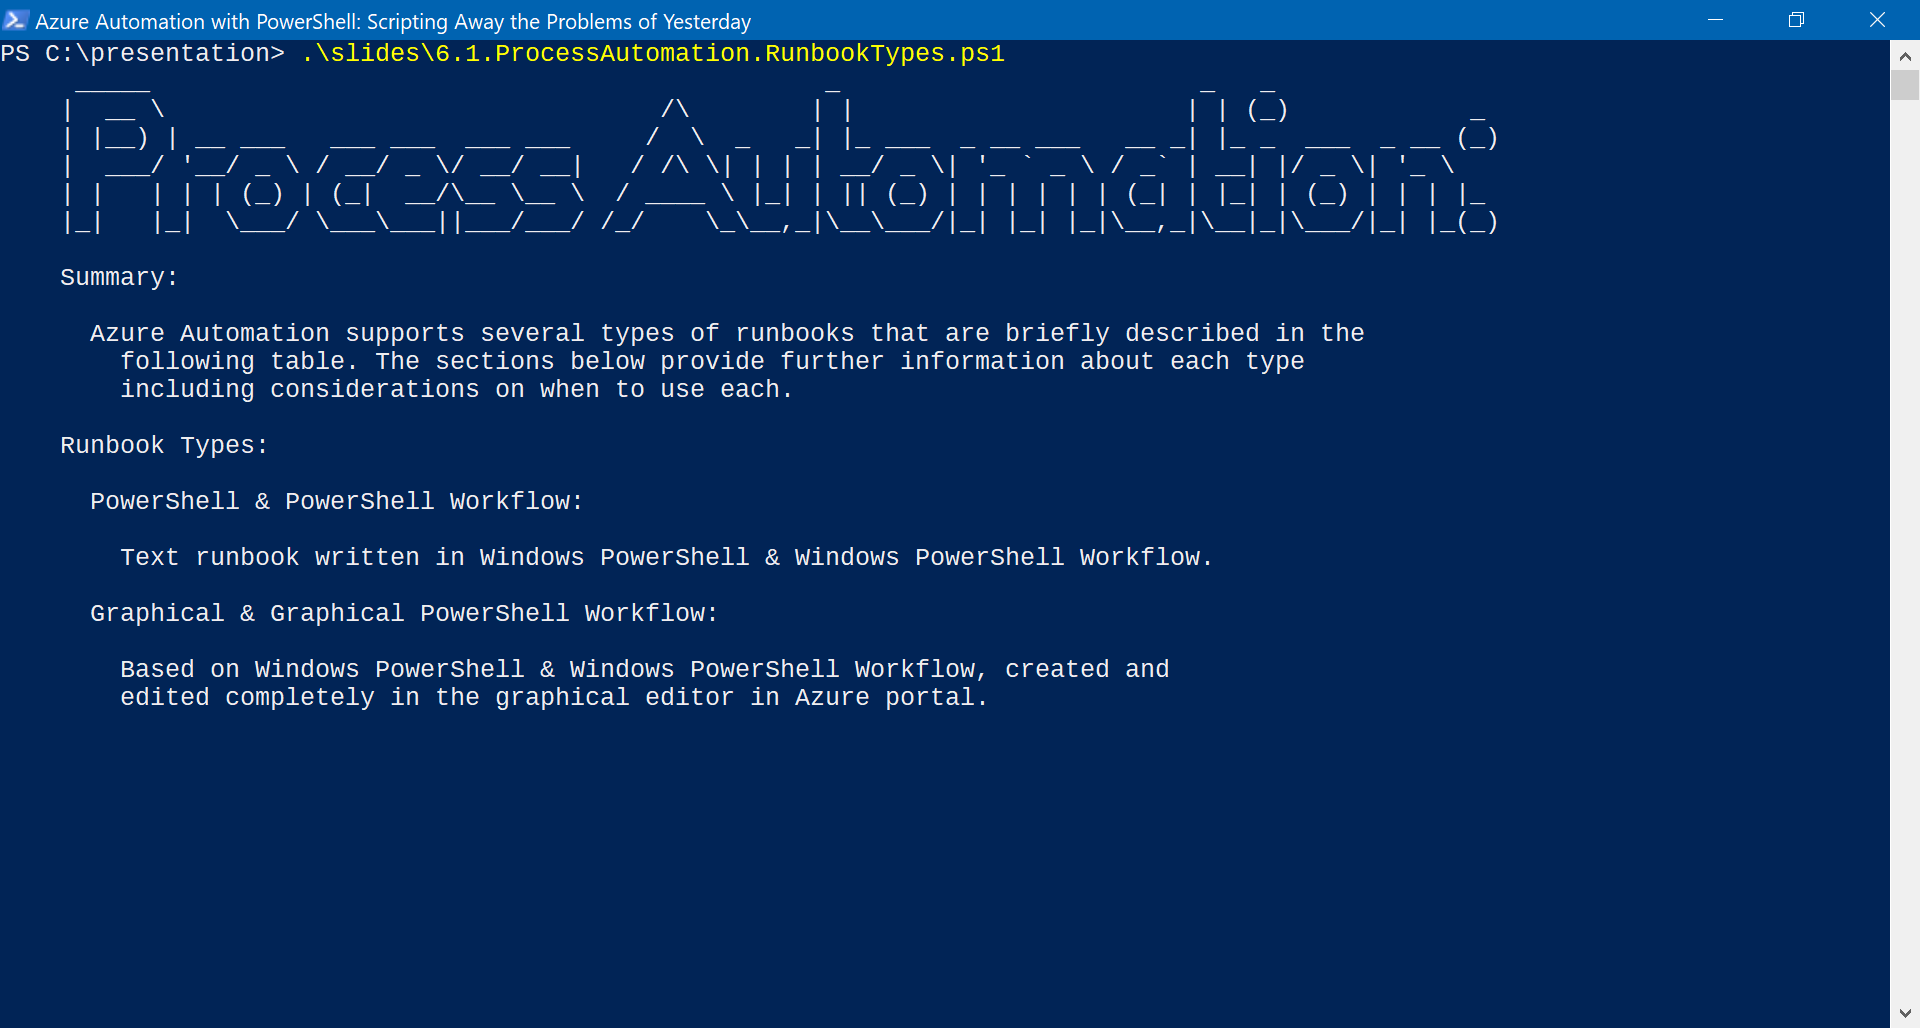 Azure Automation with PowerShell: Scripting Away the Problems of Yesterday
PS C:\presentation> .\slides\6.1.ProcessAutomation.RunbookTypes.ps1
Process Automation:
Summary:
Azure Automation supports several types of runbooks that are briefly described in the
following table. The sections below provide further information about each type
including considerations on when to use each.
Runbook Types:
PowerShell & PowerShell Workflow:
Text runbook written in Windows PowerShell & Windows PowerShell Workflow.
Graphical & Graphical PowerShell Workflow:
Based on Windows PowerShell & Windows PowerShell Workflow, created and
edited completely in the graphical editor in Azure portal.